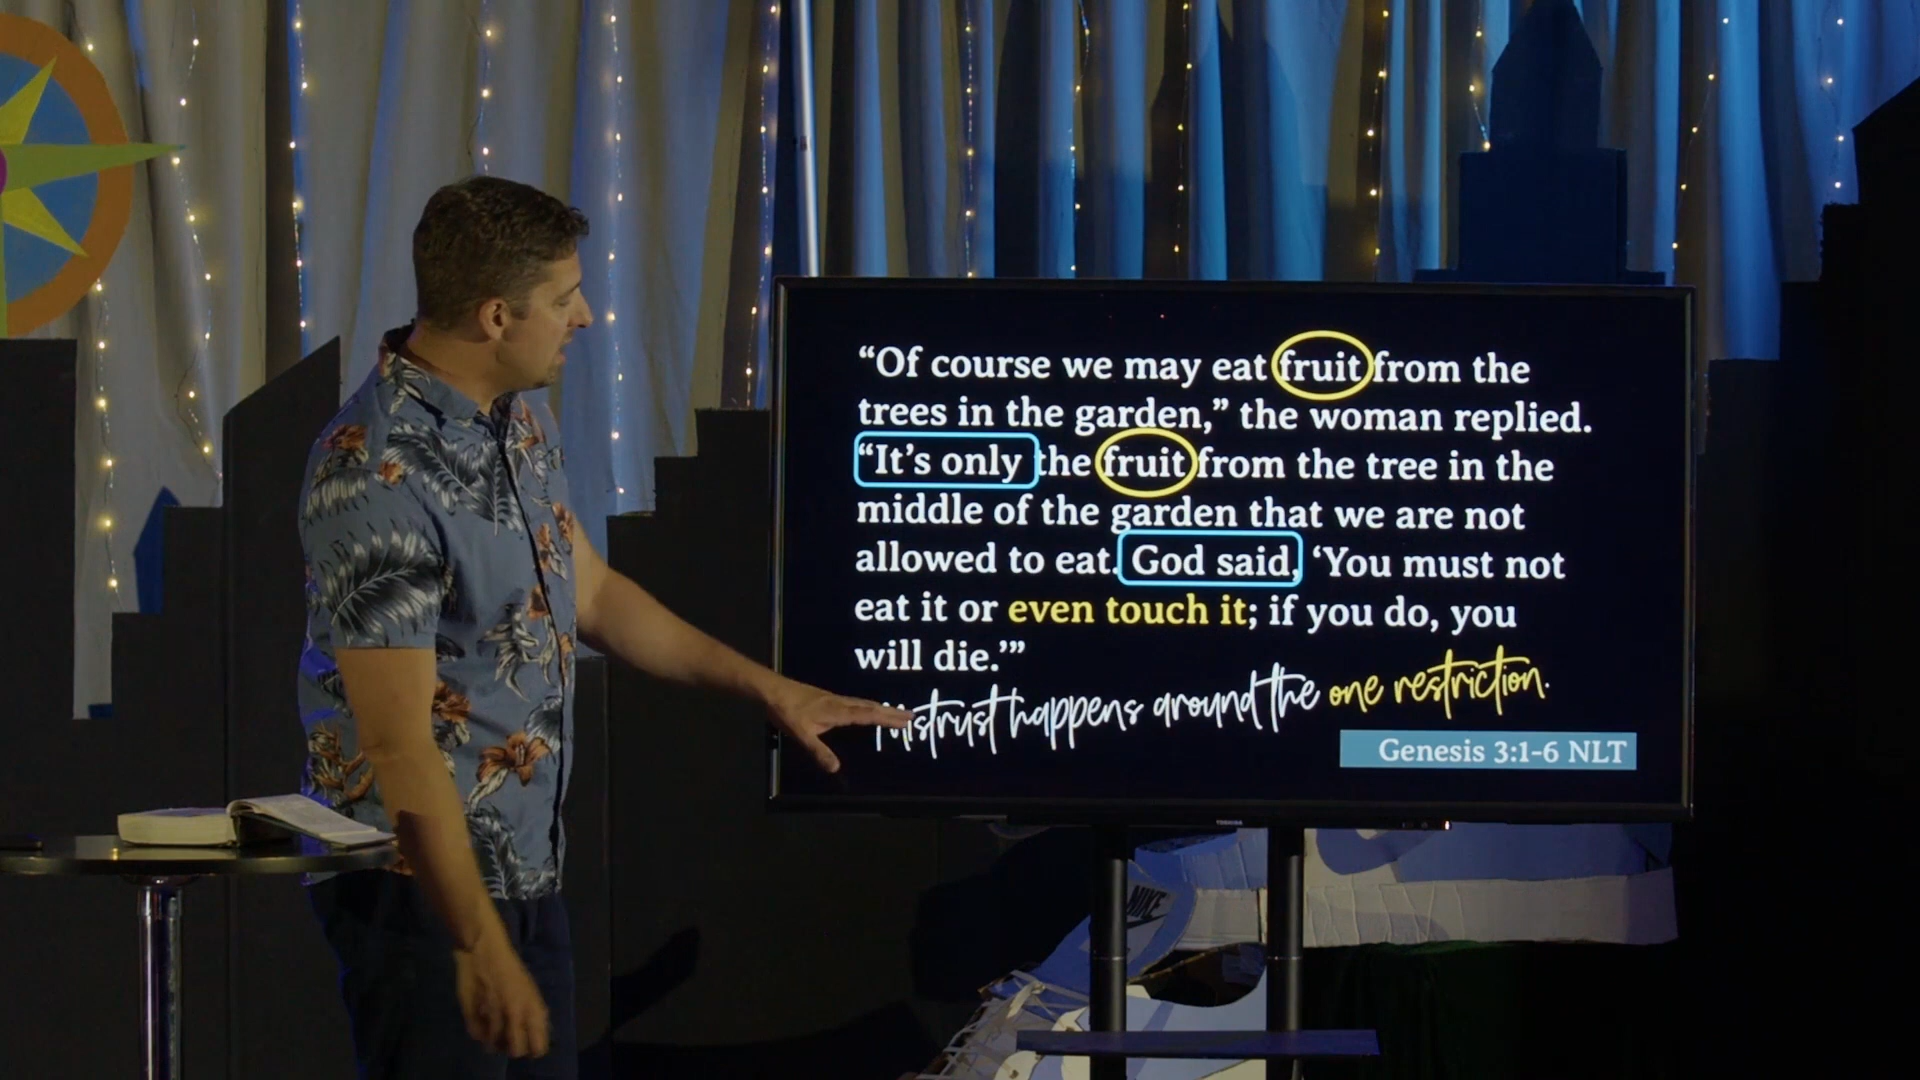 “Of course we may eat fruit from the
trees in the garden,” the woman replied.
“It’s only the fruit from the tree in the
middle of the garden that we are not
allowed to eat. God said, ‘You must not
eat it or even touch it; if you do, you
will die.’”
Mistrust happens around the one restriction.
Genesis 3:1-6 NLT
TOSHIBA
NIKE